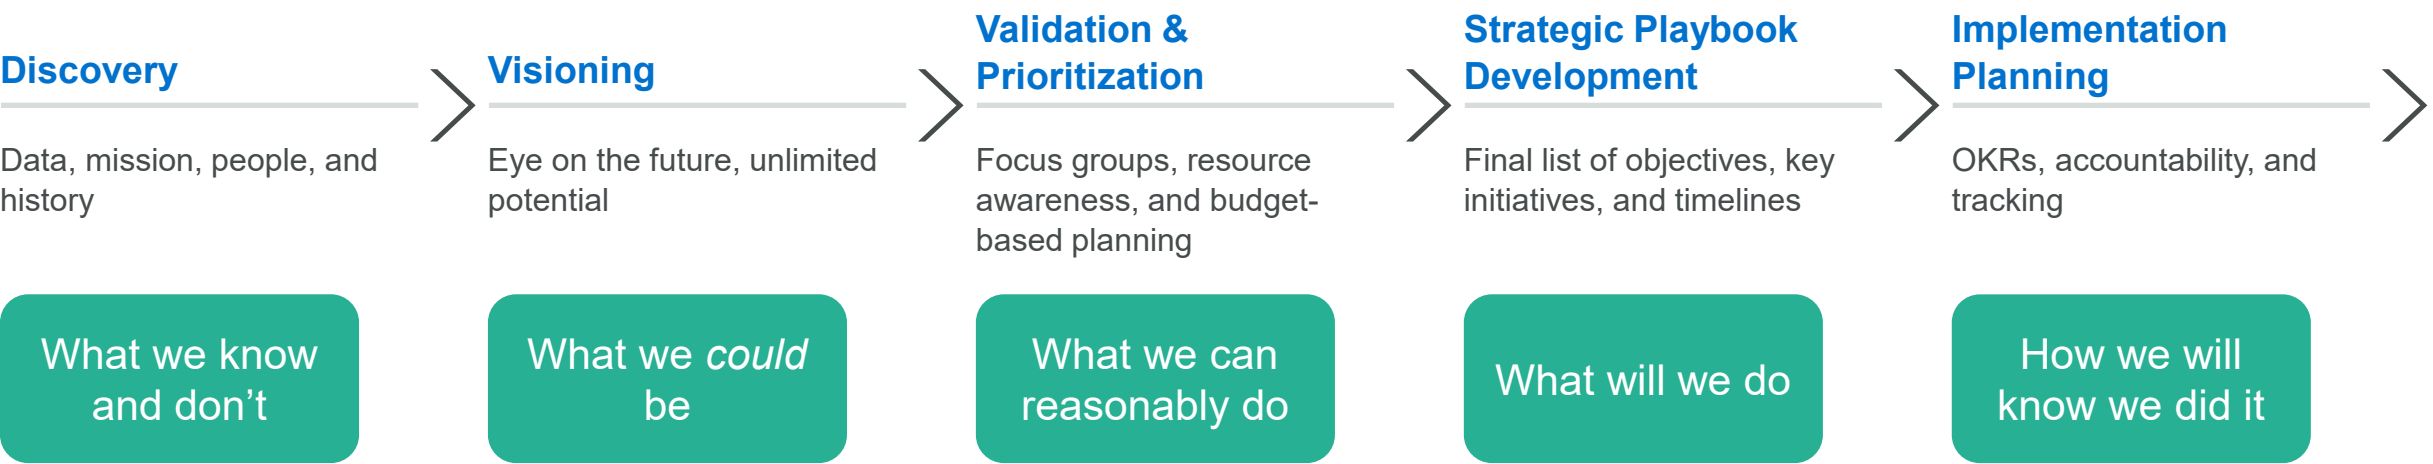 Discovery
Data, mission, people, and
history
What we know
and don’t
Visioning
Eye on the future, unlimited
potential
What we could
be
Validation &
Prioritization
Focus groups, resource
awareness, and budget-
based planning
What we can
reasonably do
Strategic Playbook
Development
Final list of objectives, key
initiatives, and timelines
What will we do
Implementation
Planning
OKRs, accountability, and
tracking
How we will
know we did it